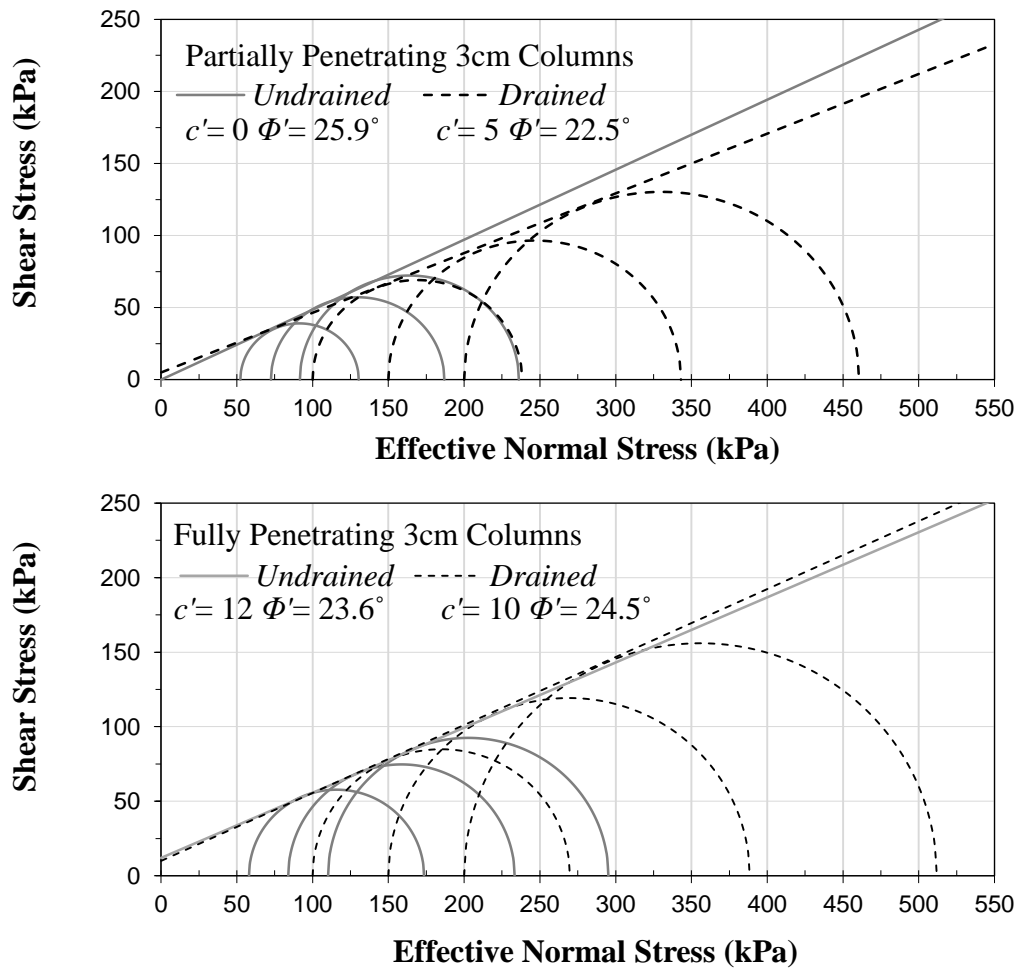 250
200
150
100
50
0
Shear Stress (kPa)
Partially Penetrating 3cm Columns
Undrained Drained
c'= 0 Φ'= 25.9° c'= 5 Φ'= 22.5°
0 50 100 150 200 250 300 350 400 450 500 550
Effective Normal Stress (kPa)
250
200
150
100
50
0
Shear Stress (kPa)
Fully Penetrating 3cm Columns
Undrained Drained
c'= 12 Φ'= 23.6° c'= 10 Φ'= 24.5°
0 50 100 150 200 250 300 350 400 450 500 550
Effective Normal Stress (kPa)